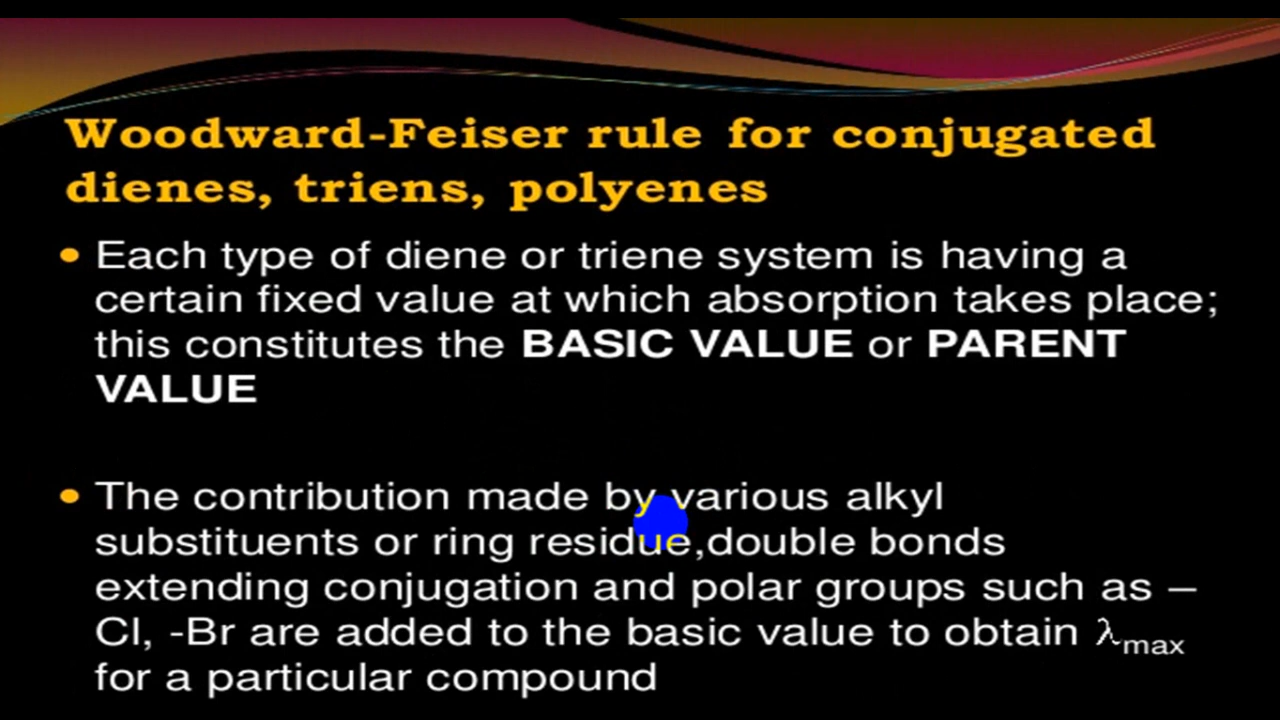 Woodward-Feiser rule for conjugated
dienes, triens, polyenes
• Each type of diene or triene system is having a
certain fixed value at which absorption takes place;
this constitutes the BASIC VALUE or PARENT
VALUE
• The contribution made by various alkyl
substituents or ring residue,double bonds
extending conjugation and polar groups such as –
Cl, -Br are added to the basic value to obtain λmax
for a particular compound